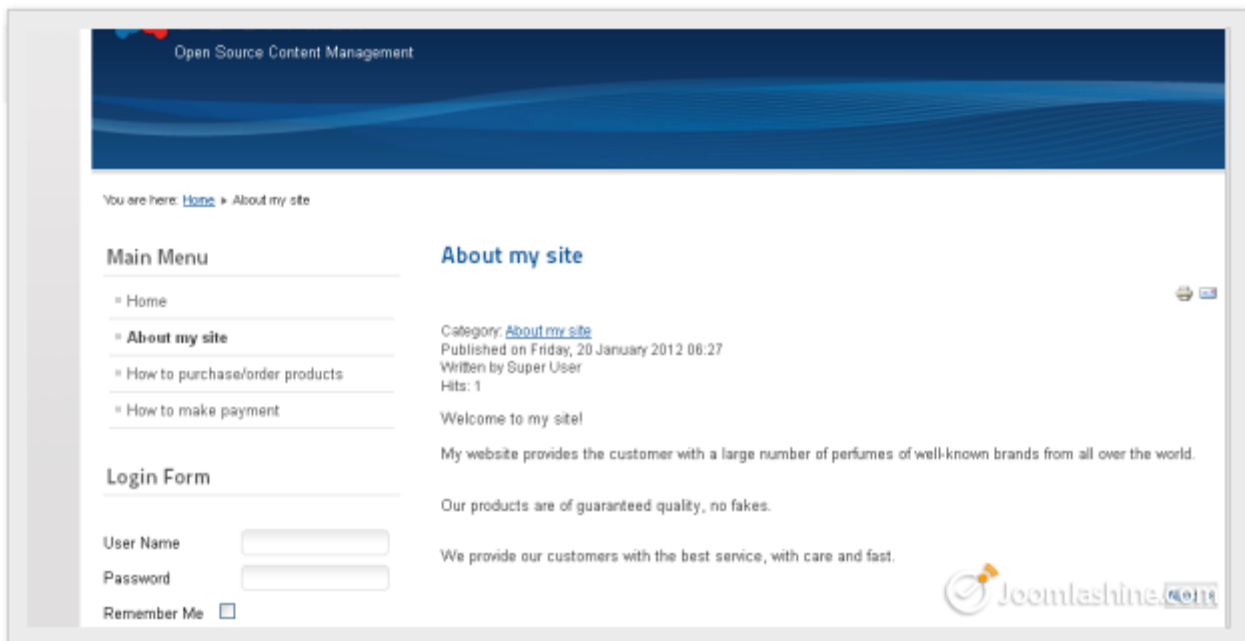 Open Source Content Management
You are here: Home ▸ About my site
Main Menu
Home
About my site
How to purchase/order products
How to make payment
Login Form
User Name
Password
Remember Me
About my site
Category: About my site
Published on Friday, 20 January 2012 06:27
Written by Super User
Hits: 1
Welcome to my site!
My website provides the customer with a large number of perfumes of well-known brands from all over the world.
Our products are of guaranteed quality, no fakes.
We provide our customers with the best service, with care and fast.
Joomlashine.com